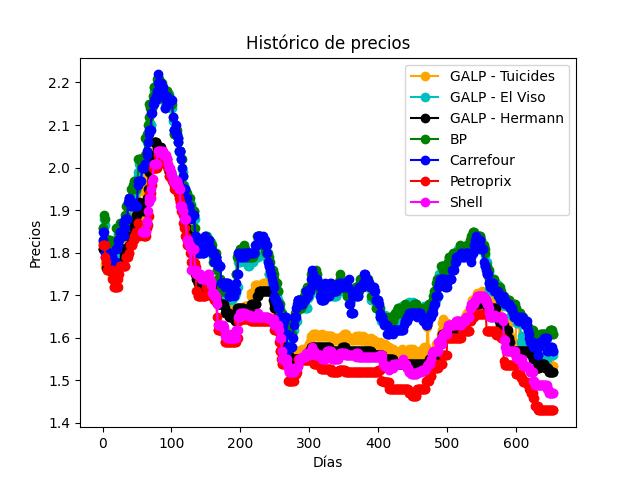 Histórico de precios
Precios
2.2
2.1
2.0
1.9
1.8
1.7
1.6
1.5
1.4
GALP - Tuicides
GALP - El Viso
GALP - Hermann
BP
Carrefour
Petroprix
Shell
0 100 200 300 400 500 600
Días